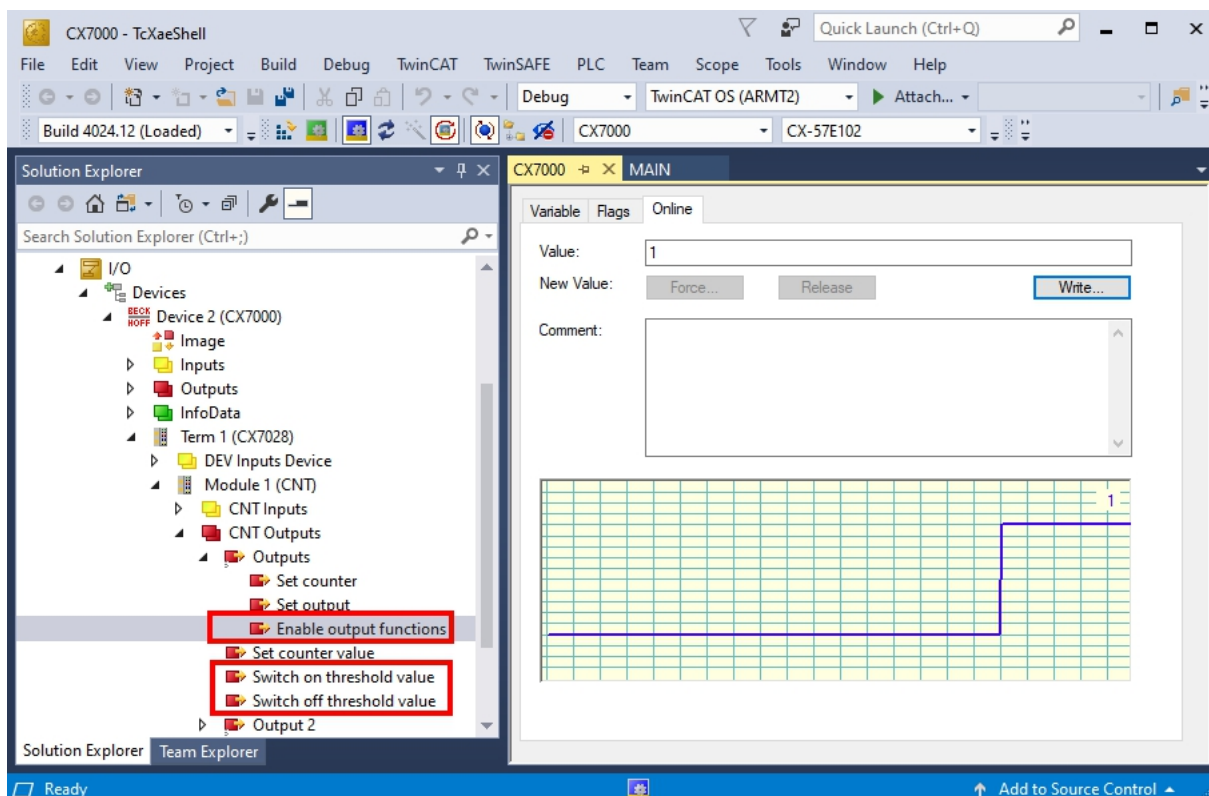 CX7000 - TcXaeShell
Quick Launch (Ctrl+Q)
File Edit View Project Build Debug TwinCAT TwinSAFE PLC Team Scope Tools Window Help
Debug TwinCAT OS (ARMT2) Attach...
Build 4024.12 (Loaded) CX7000 CX-57E102
Solution Explorer
Search Solution Explorer (Ctrl+;)
I/O
Devices
BECK
HOFF
Device 2 (CX7000)
Image
Inputs
Outputs
InfoData
Term 1 (CX7028)
DEV Inputs Device
Module 1 (CNT)
CNT Inputs
CNT Outputs
Outputs
Set counter
Set output
Enable output functions
Set counter value
Switch on threshold value
Switch off threshold value
Output 2
Solution Explorer Team Explorer
CX7000 MAIN
Variable Flags Online
Value: 1
New Value: Force... Release Write...
Comment:
1
Ready Add to Source Control